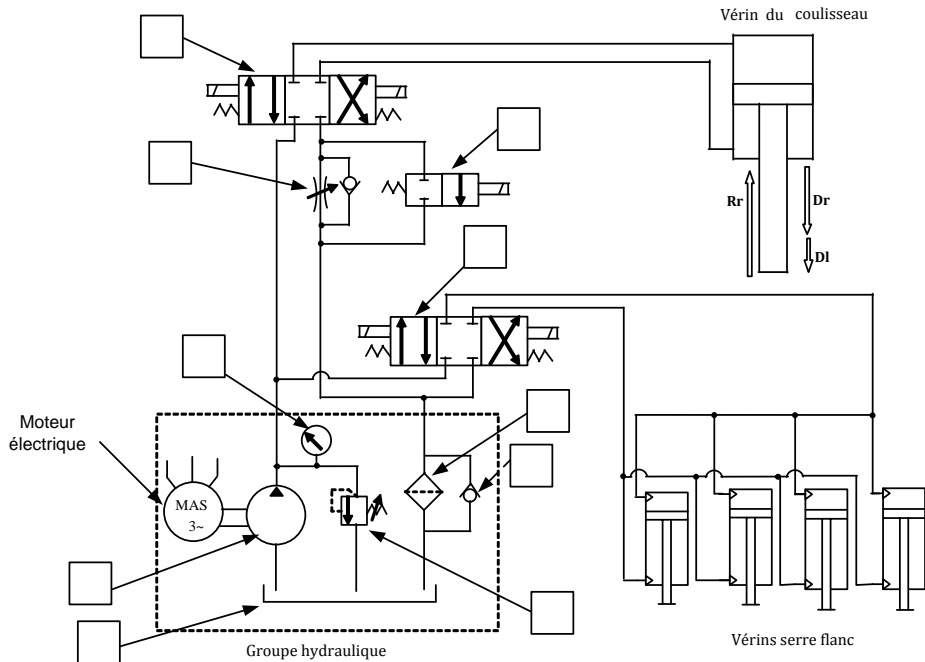 Vérin du coulisseau
Rr
Dr
Dl
Moteur
électrique
MAS
3~
Groupe hydraulique
Vérins serre flanc